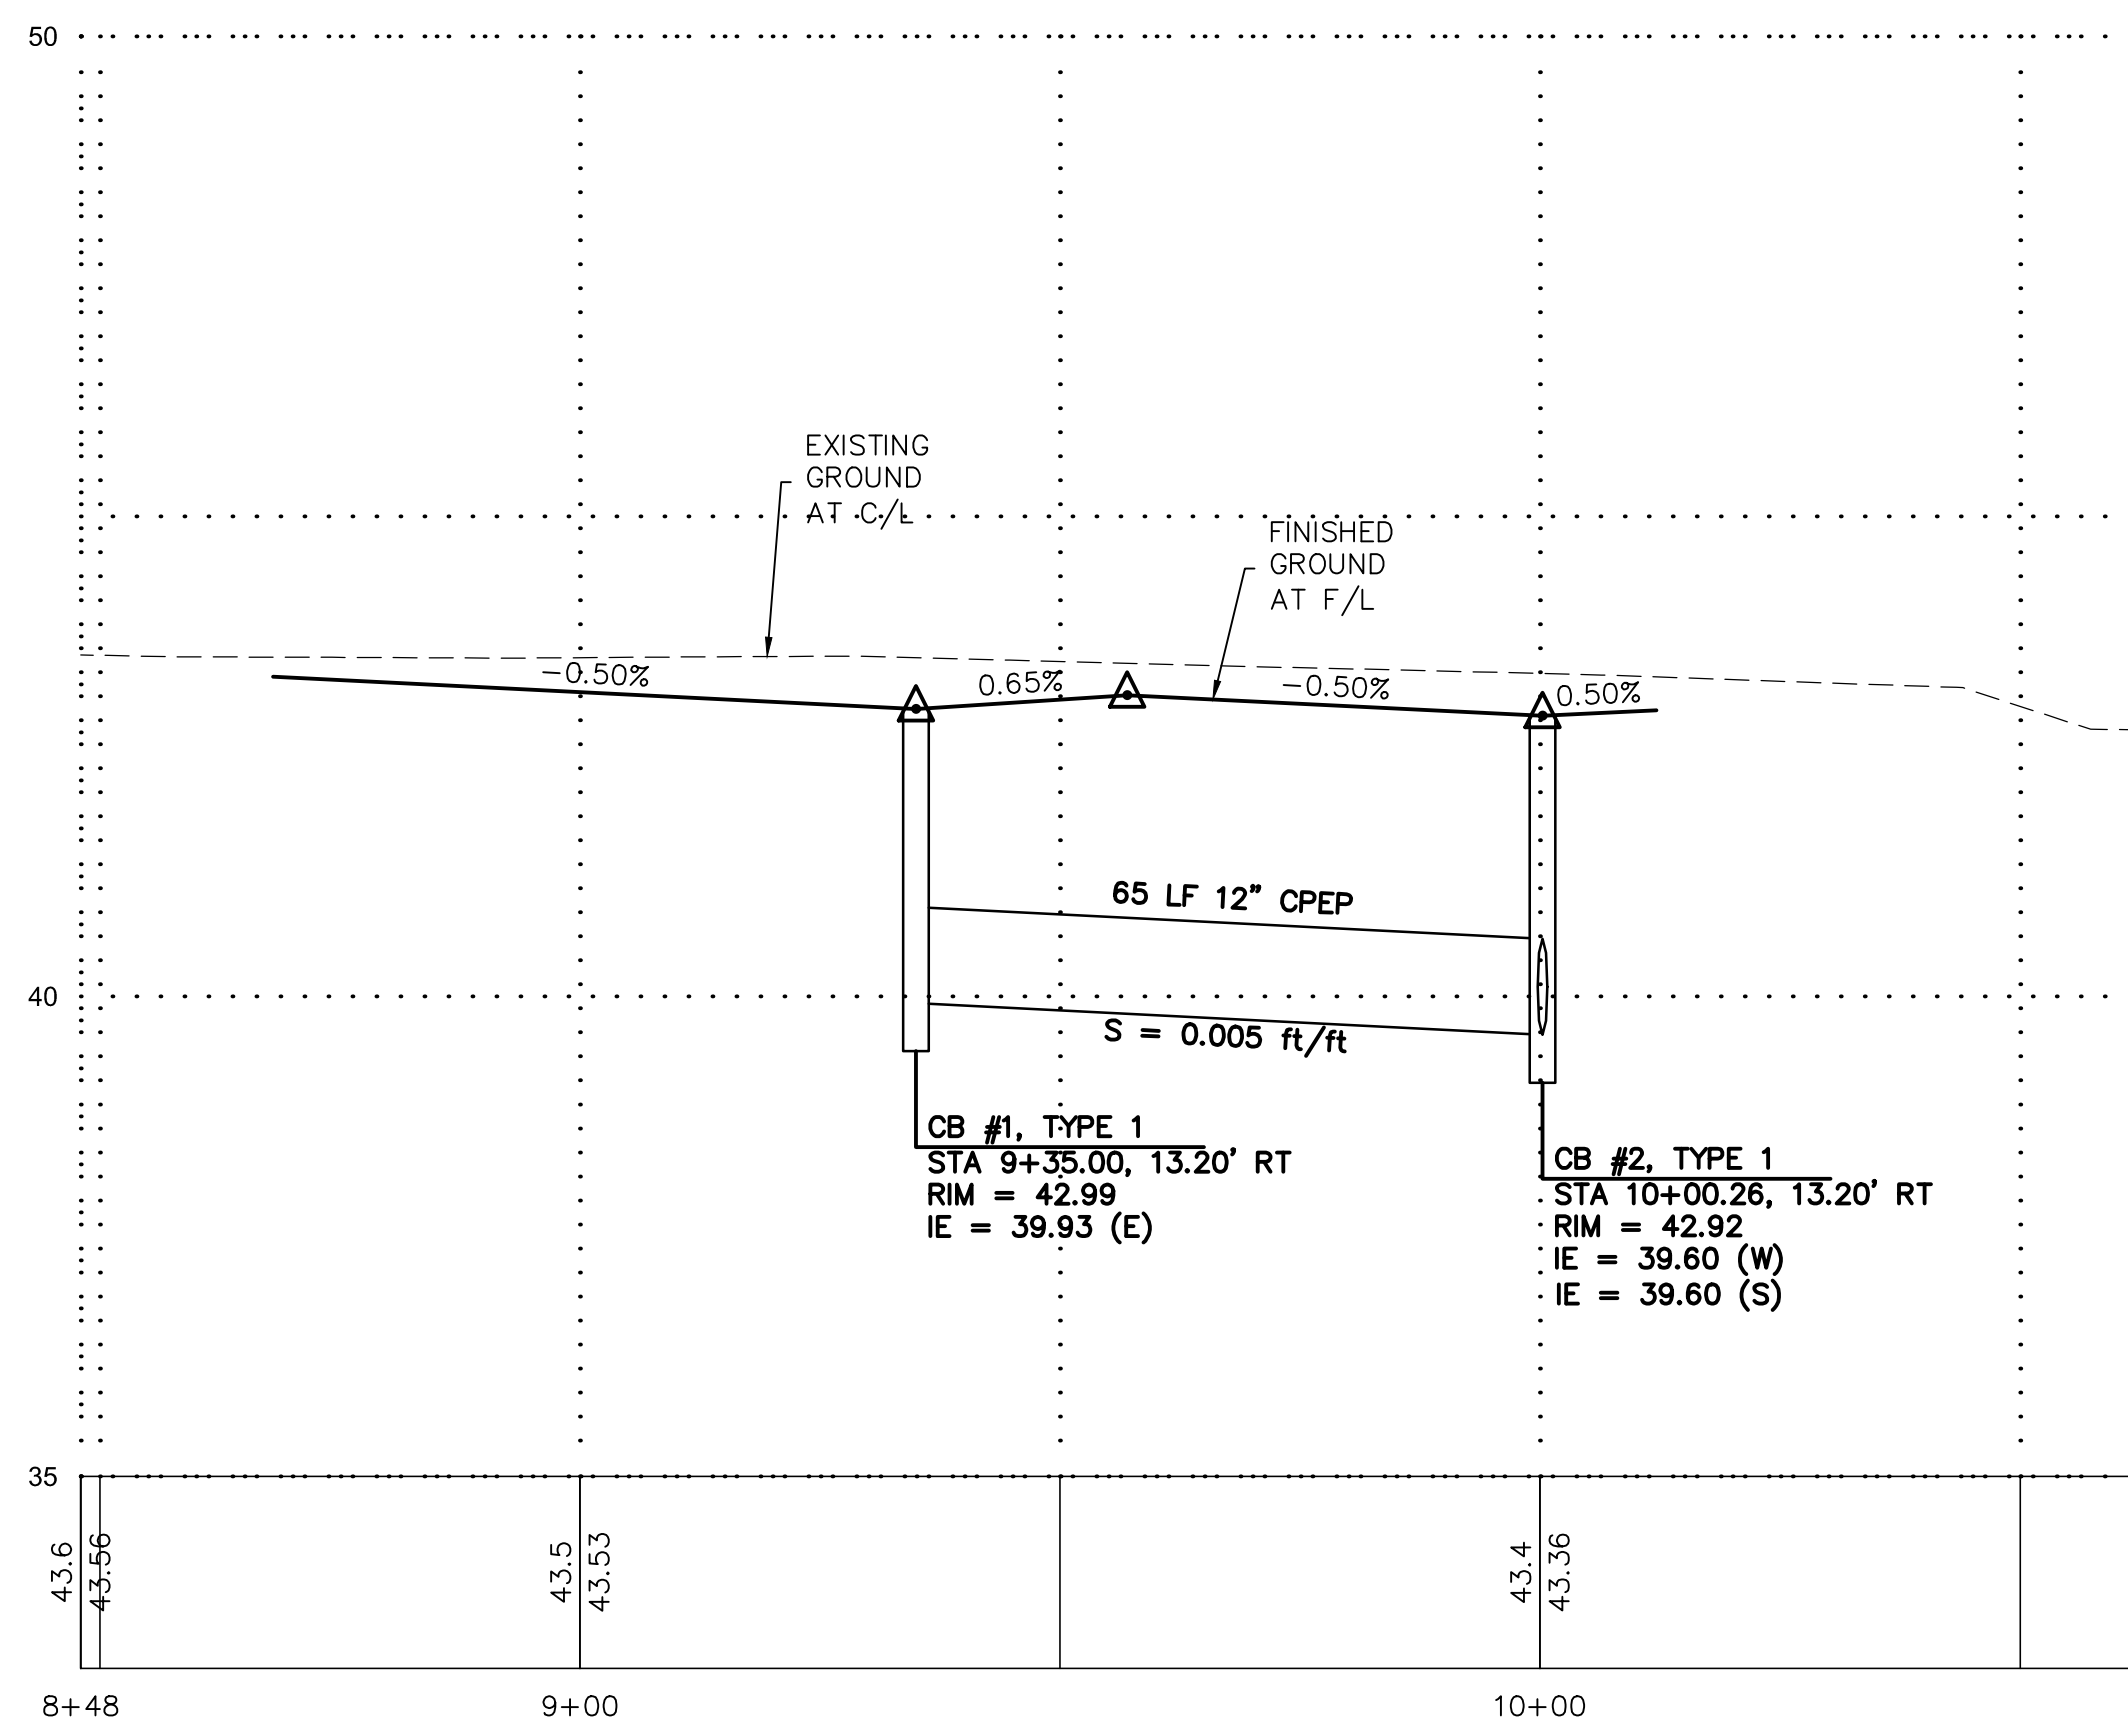 50
EXISTING
GROUND
AT C/L
FINISHED
GROUND
AT F/L
-0.50%
0.65%
-0.50%
0.50%
65 LF 12" CPEP
40
S = 0.005 ft/ft
CB #1, TYPE 1
STA 9+35.00, 13.20' RT
RIM = 42.99
IE = 39.93 (E)
CB #2, TYPE 1
STA 10+00.26, 13.20' RT
RIM = 42.92
IE = 39.60 (W)
IE = 39.60 (S)
35
43.6
43.56
43.5
43.53
43.4
43.36
8+48
9+00
10+00